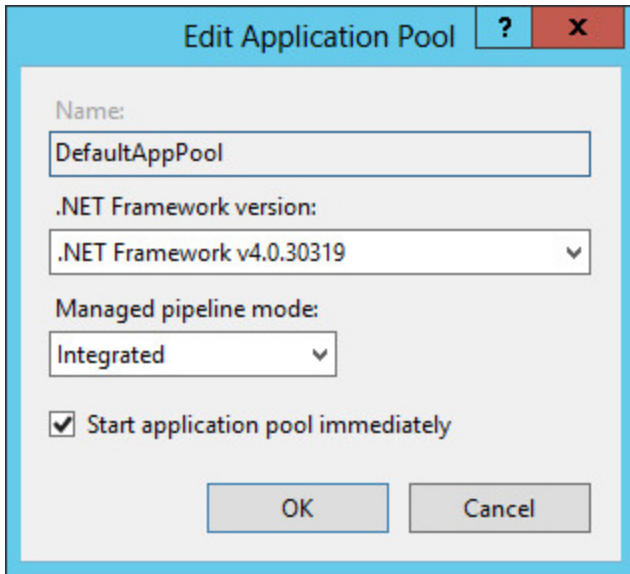 Edit Application Pool ? x
Name:
DefaultAppPool
.NET Framework version:
.NET Framework v4.0.30319
Managed pipeline mode:
Integrated
Start application pool immediately
OK Cancel